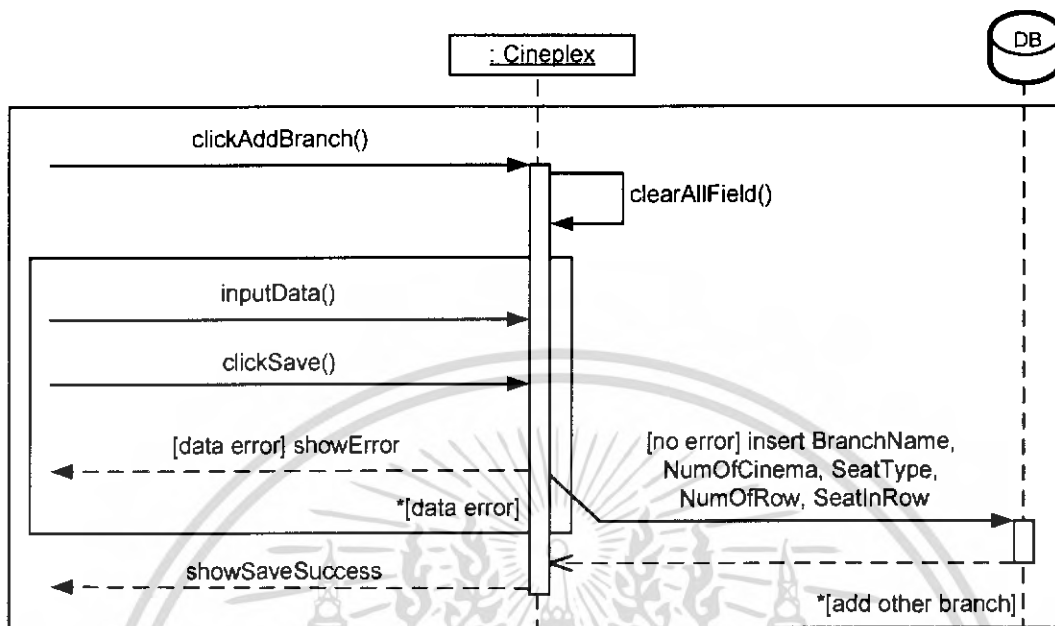 : Cineplex
DB
clickAddBranch()
clearAllField()
inputData()
clickSave()
[data error] showError
[no error] insert BranchName,
NumOfCinema, SeatType,
NumOfRow, SeatInRow
*[data error]
showSaveSuccess
*[add other branch]